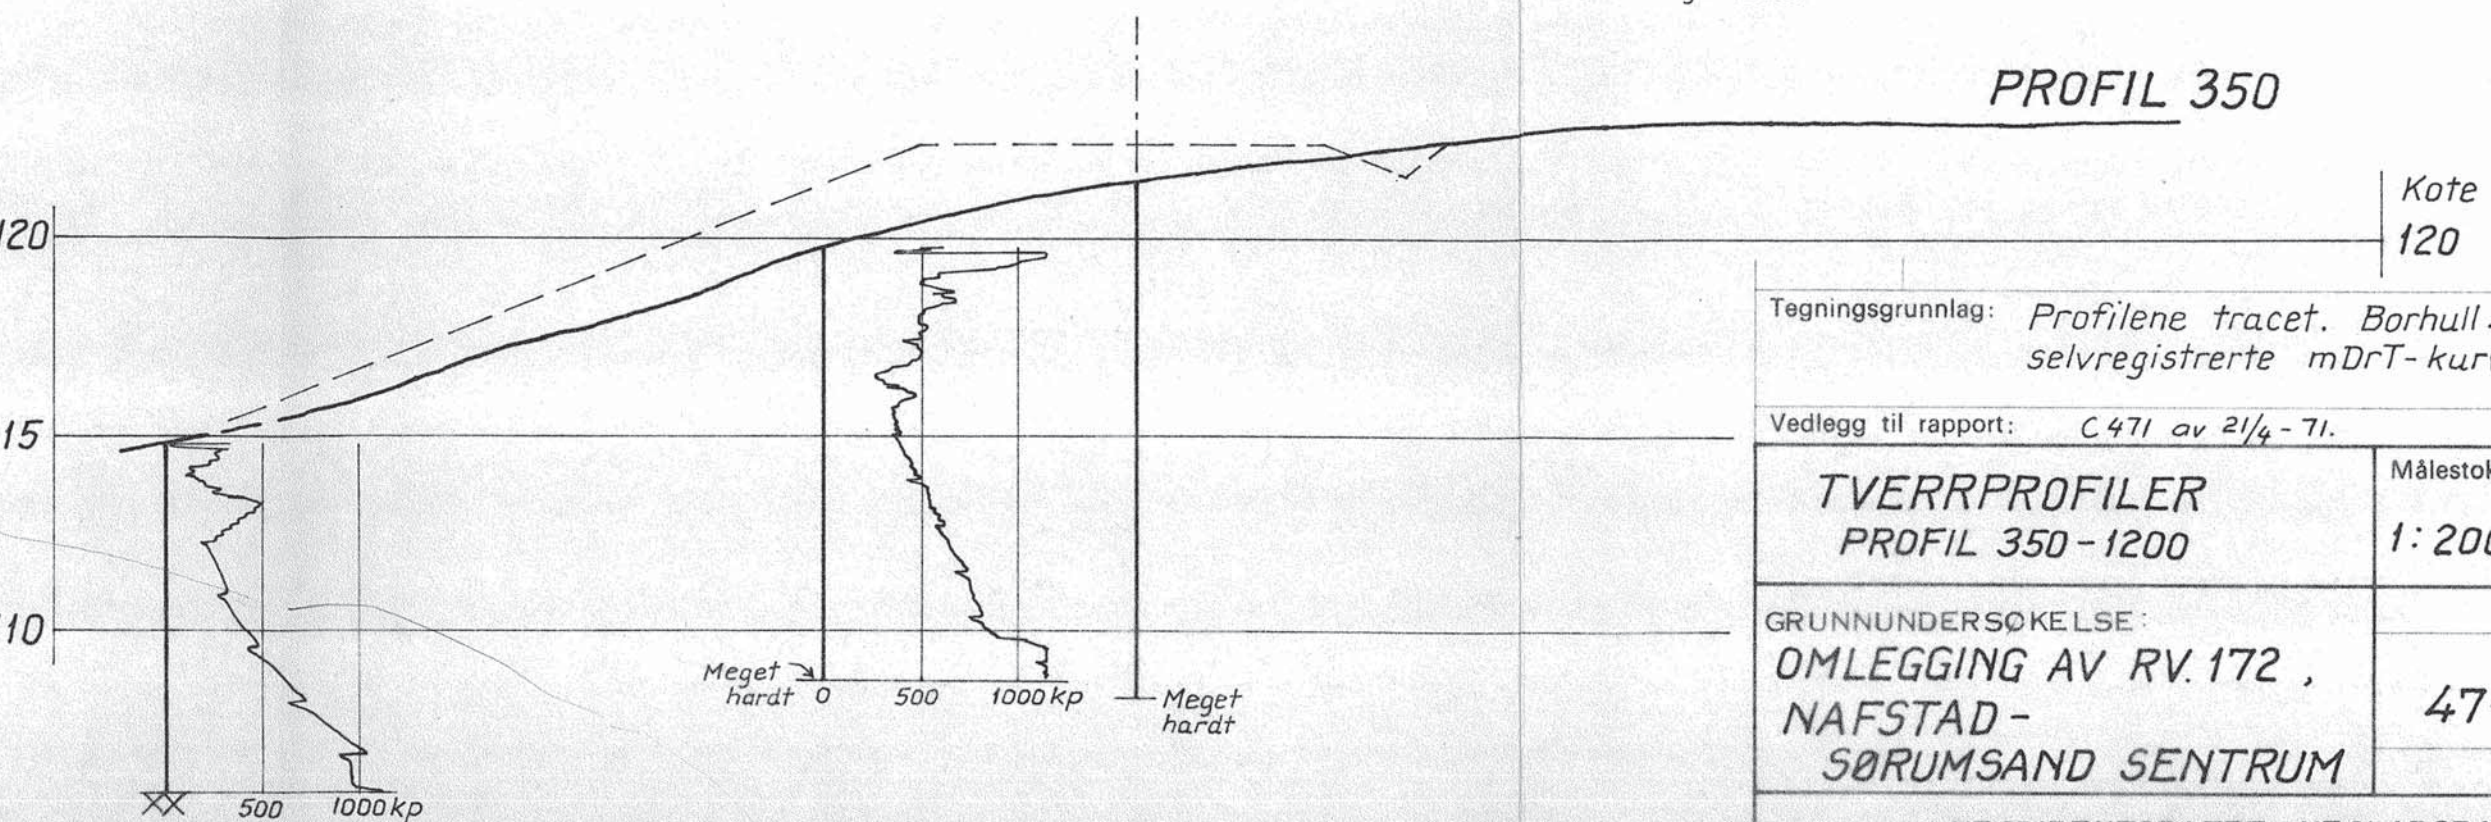 PROFIL 350
Kote
120
120
15
10
Meget
hardt
0 500 1000 kp
Meget
hardt
500 1000 kp
Tegningsgrunnlag: Profilene tracet. Borhull
selvregistrerte mDrT-kur
Vedlegg til rapport: C 471 av 21/4-71.
TVERRPROFILER
PROFIL 350-1200
Målestok
1:200
GRUNNUNDERSØKELSE:
OMLEGGING AV RV. 172 ,
NAFSTAD-
SØRUMSAND SENTRUM
47